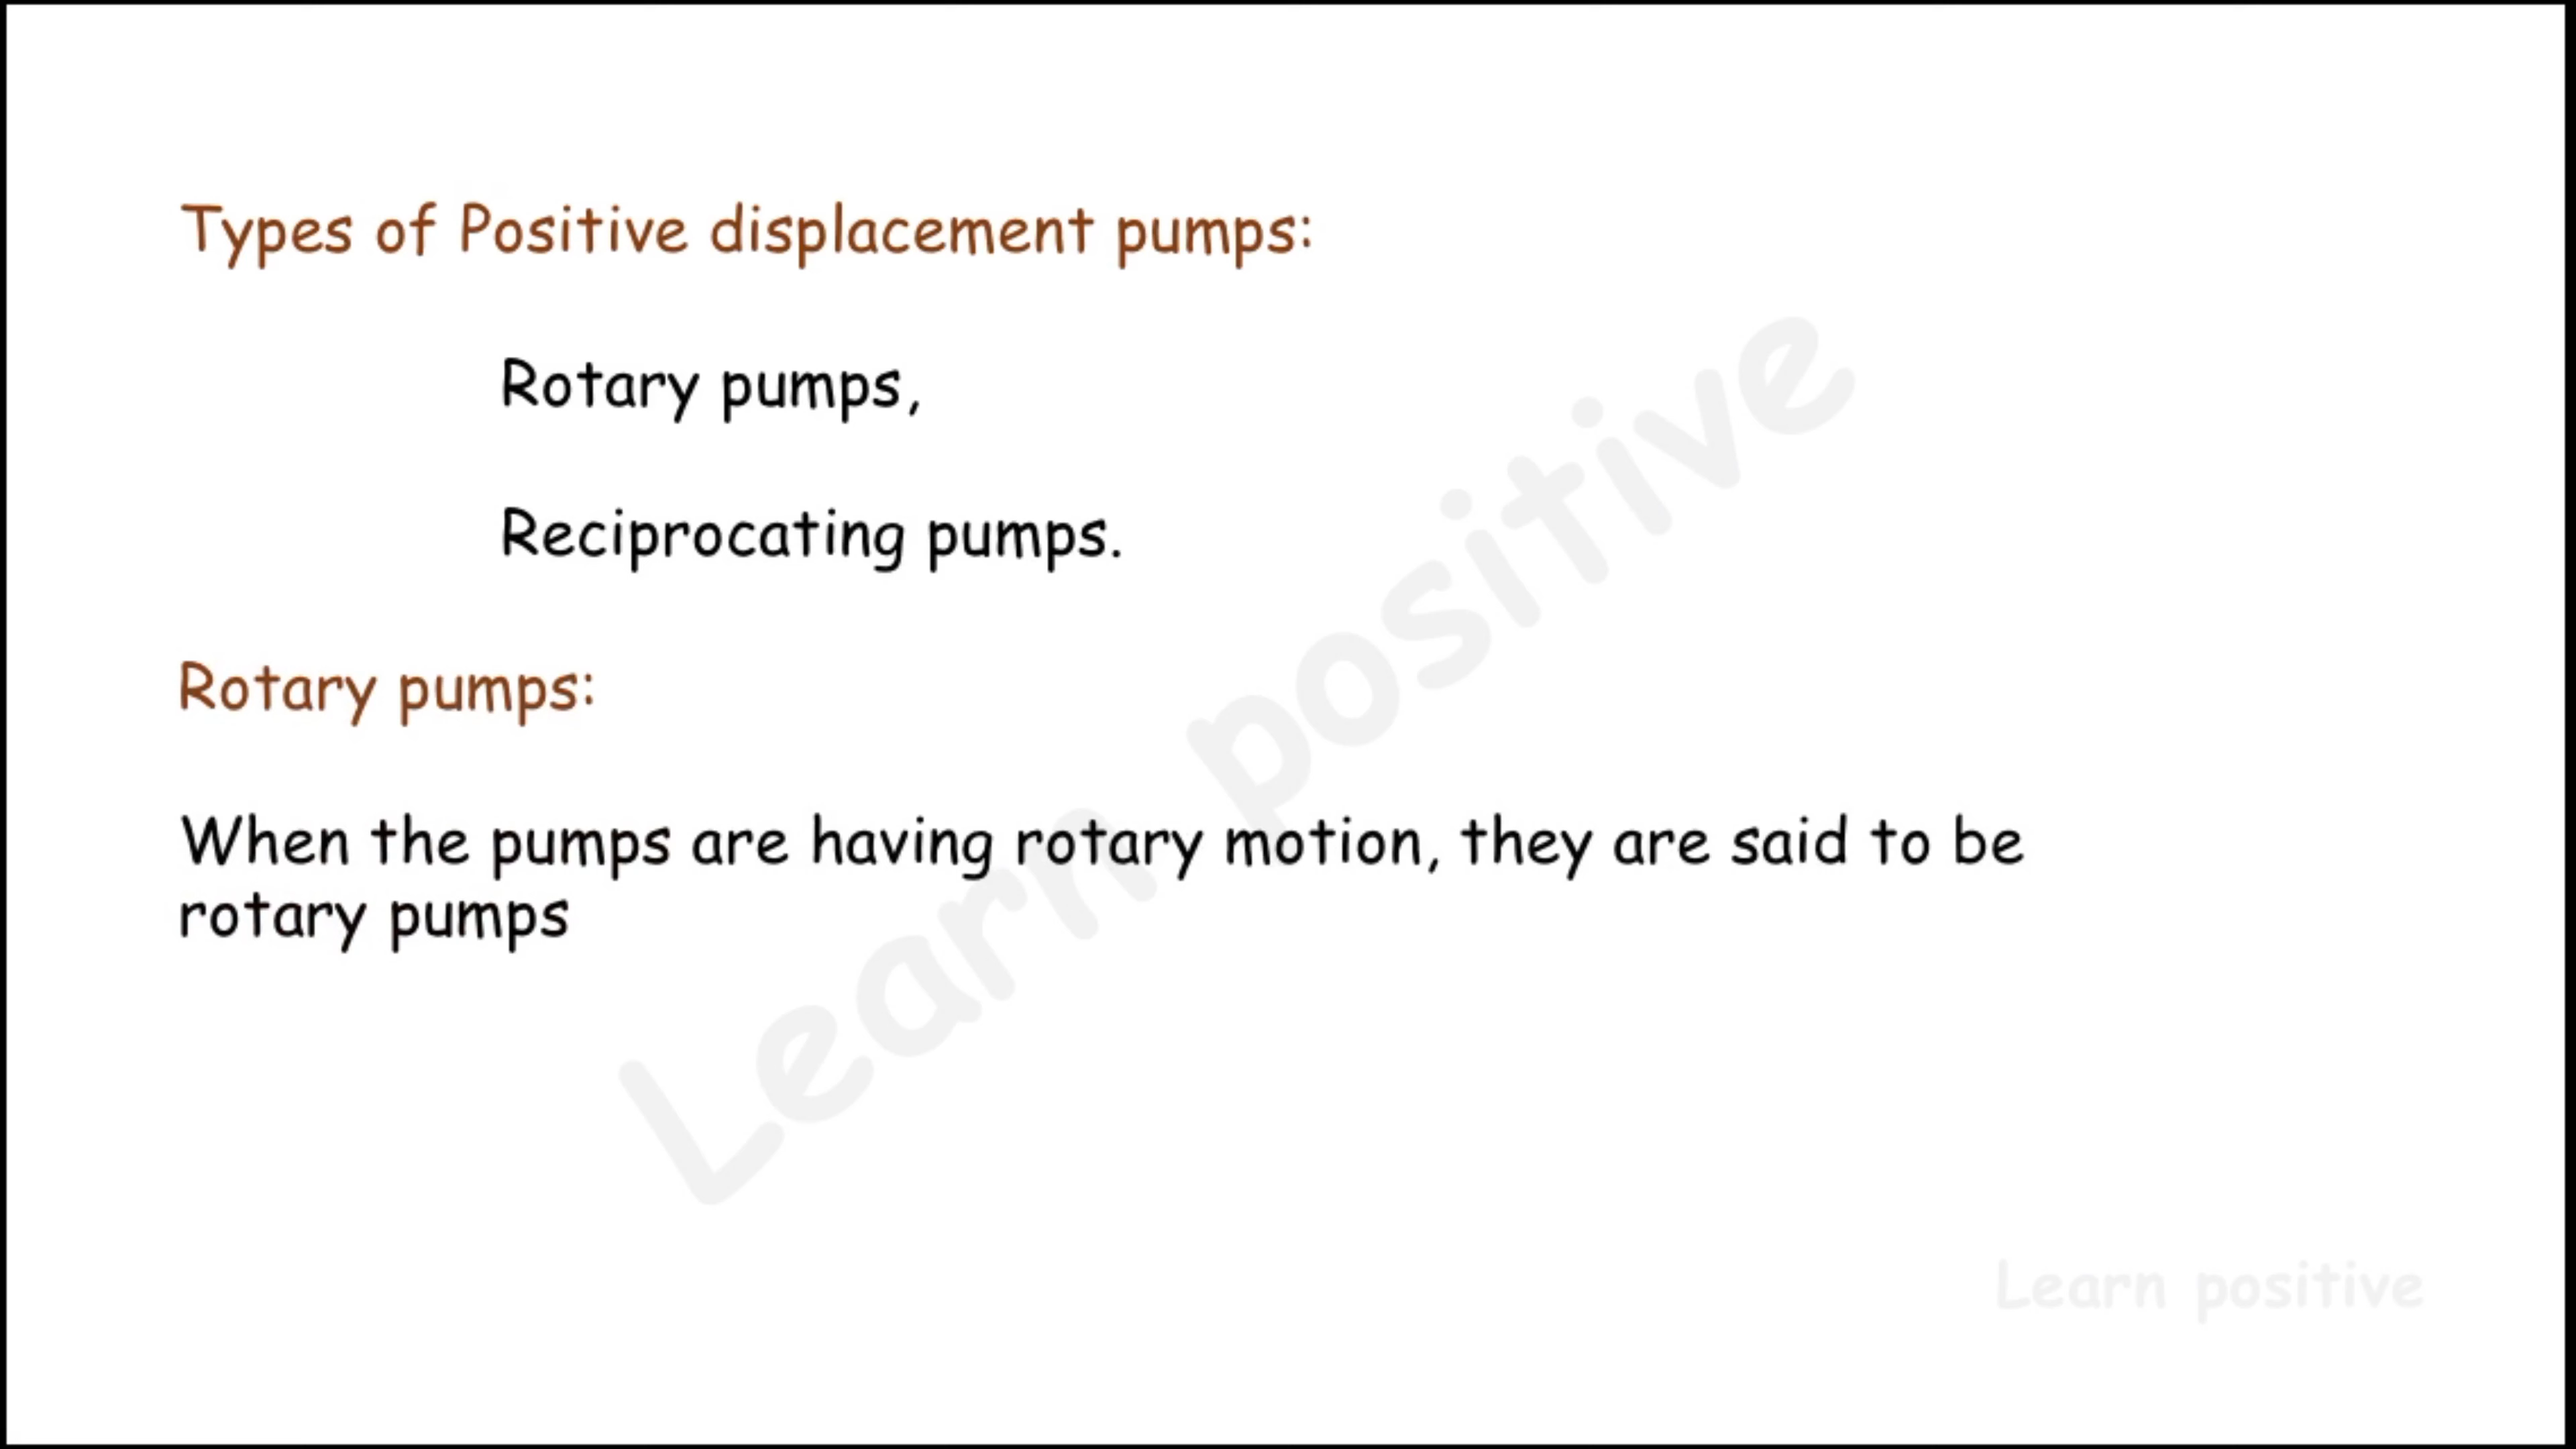 Types of Positive displacement pumps:
Rotary pumps,
Reciprocating pumps.
Rotary pumps:
When the pumps are having rotary motion, they are said to be
rotary pumps
Learn positive
Learn positive